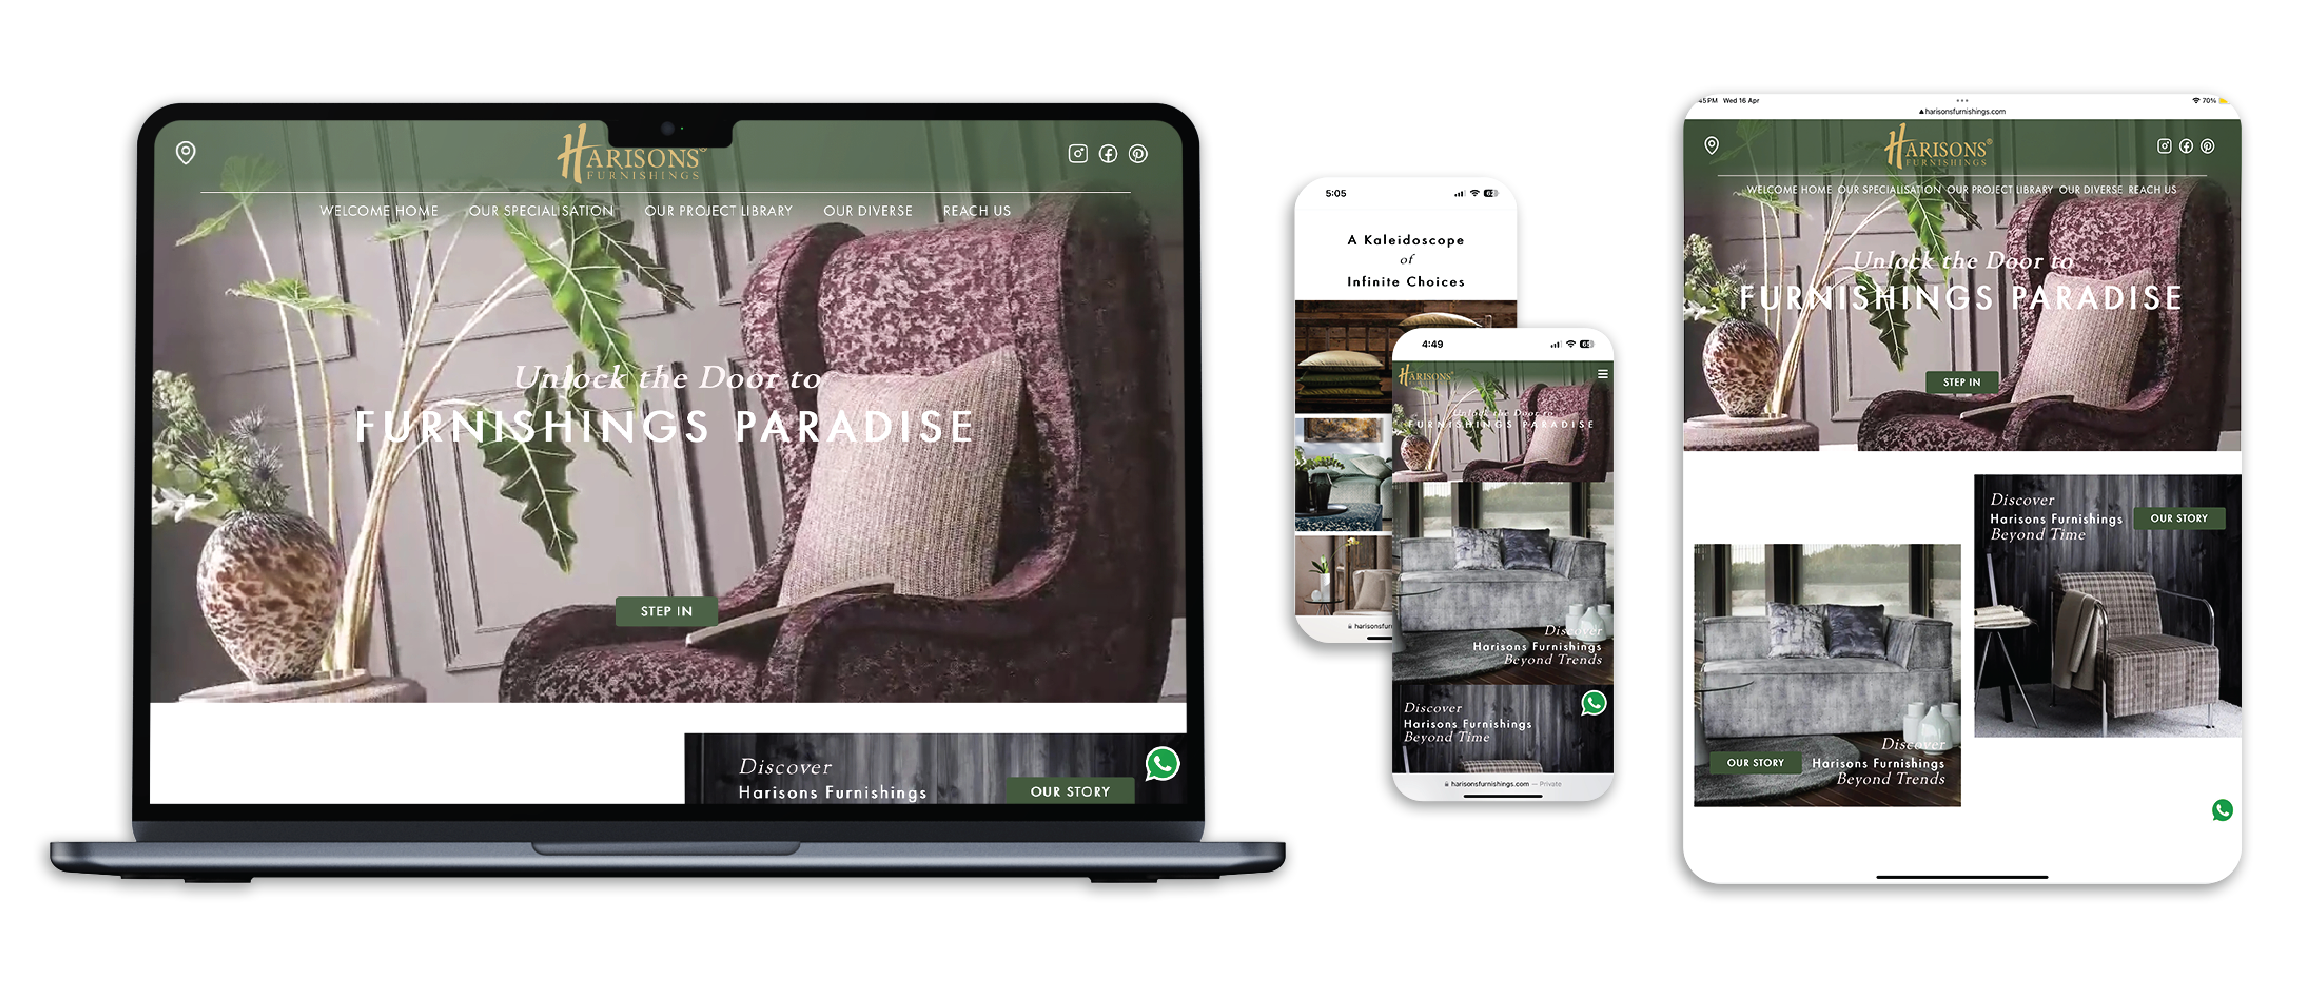 HARISONS®
FURNISHINGS
WELCOME HOME OUR SPECIALISATION OUR PROJECT LIBRARY OUR DIVERSE REACH US
Unlock the Door to
FURNISHINGS PARADISE
STEP IN
Discover
Harisons Furnishings
OUR STORY
5:05
A Kaleidoscope
of
Infinite Choices
harisonsfur
4:49
HARISONS
Unlock the Door to
FURNISHINGS PARADISE
Discover
Harisons Furnishings
Beyond Trends
Discover
Harisons Furnishings
Beyond Time
harisonsfurnishings.com — Private
45PM Wed 16 Apr
70%
harisonsfurnishings.com
HARISONS®
FURNISHINGS
WELCOME HOME OUR SPECIALISATION OUR PROJECT LIBRARY OUR DIVERSE REACH US
Unlock the Door to
FURNISHINGS PARADISE
STEP IN
Discover
Harisons Furnishings
Beyond Time
OUR STORY
OUR STORY
Discover
Harisons Furnishings
Beyond Trends